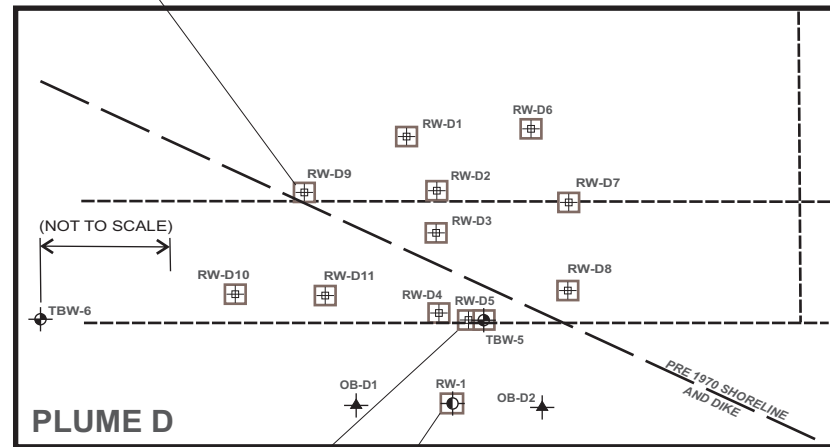 RW-D6
RW-D1
RW-D9
RW-D2
RW-D7
(NOT TO SCALE)
RW-D3
RW-D10
RW-D11
RW-D8
RW-D4
RW-D5
TBW-6
TBW-5
PRE 1970 SHORELINE
AND DIKE
OB-D1
RW-1
OB-D2
PLUME D